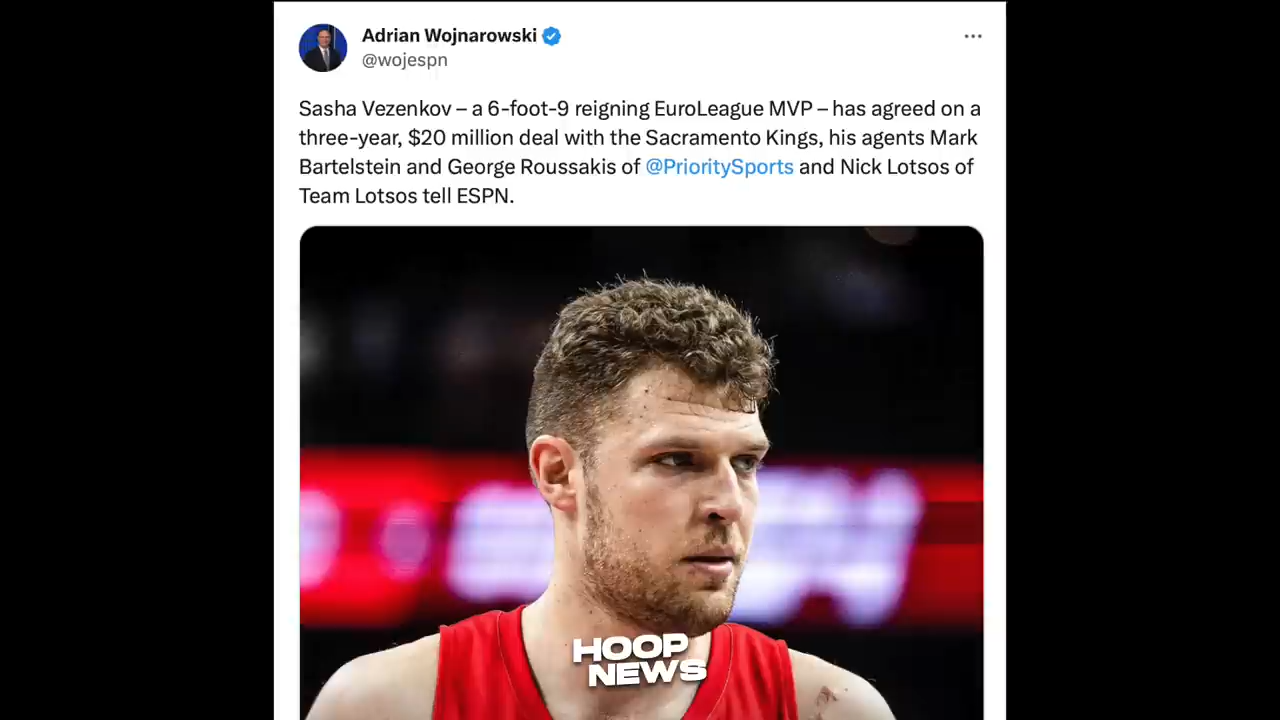 Adrian Wojnarowski
@wojespn
Sasha Vezenkov – a 6-foot-9 reigning EuroLeague MVP – has agreed on a
three-year, $20 million deal with the Sacramento Kings, his agents Mark
Bartelstein and George Roussakis of @PrioritySports and Nick Lotsos of
Team Lotsos tell ESPN.
HOOP
NEWS